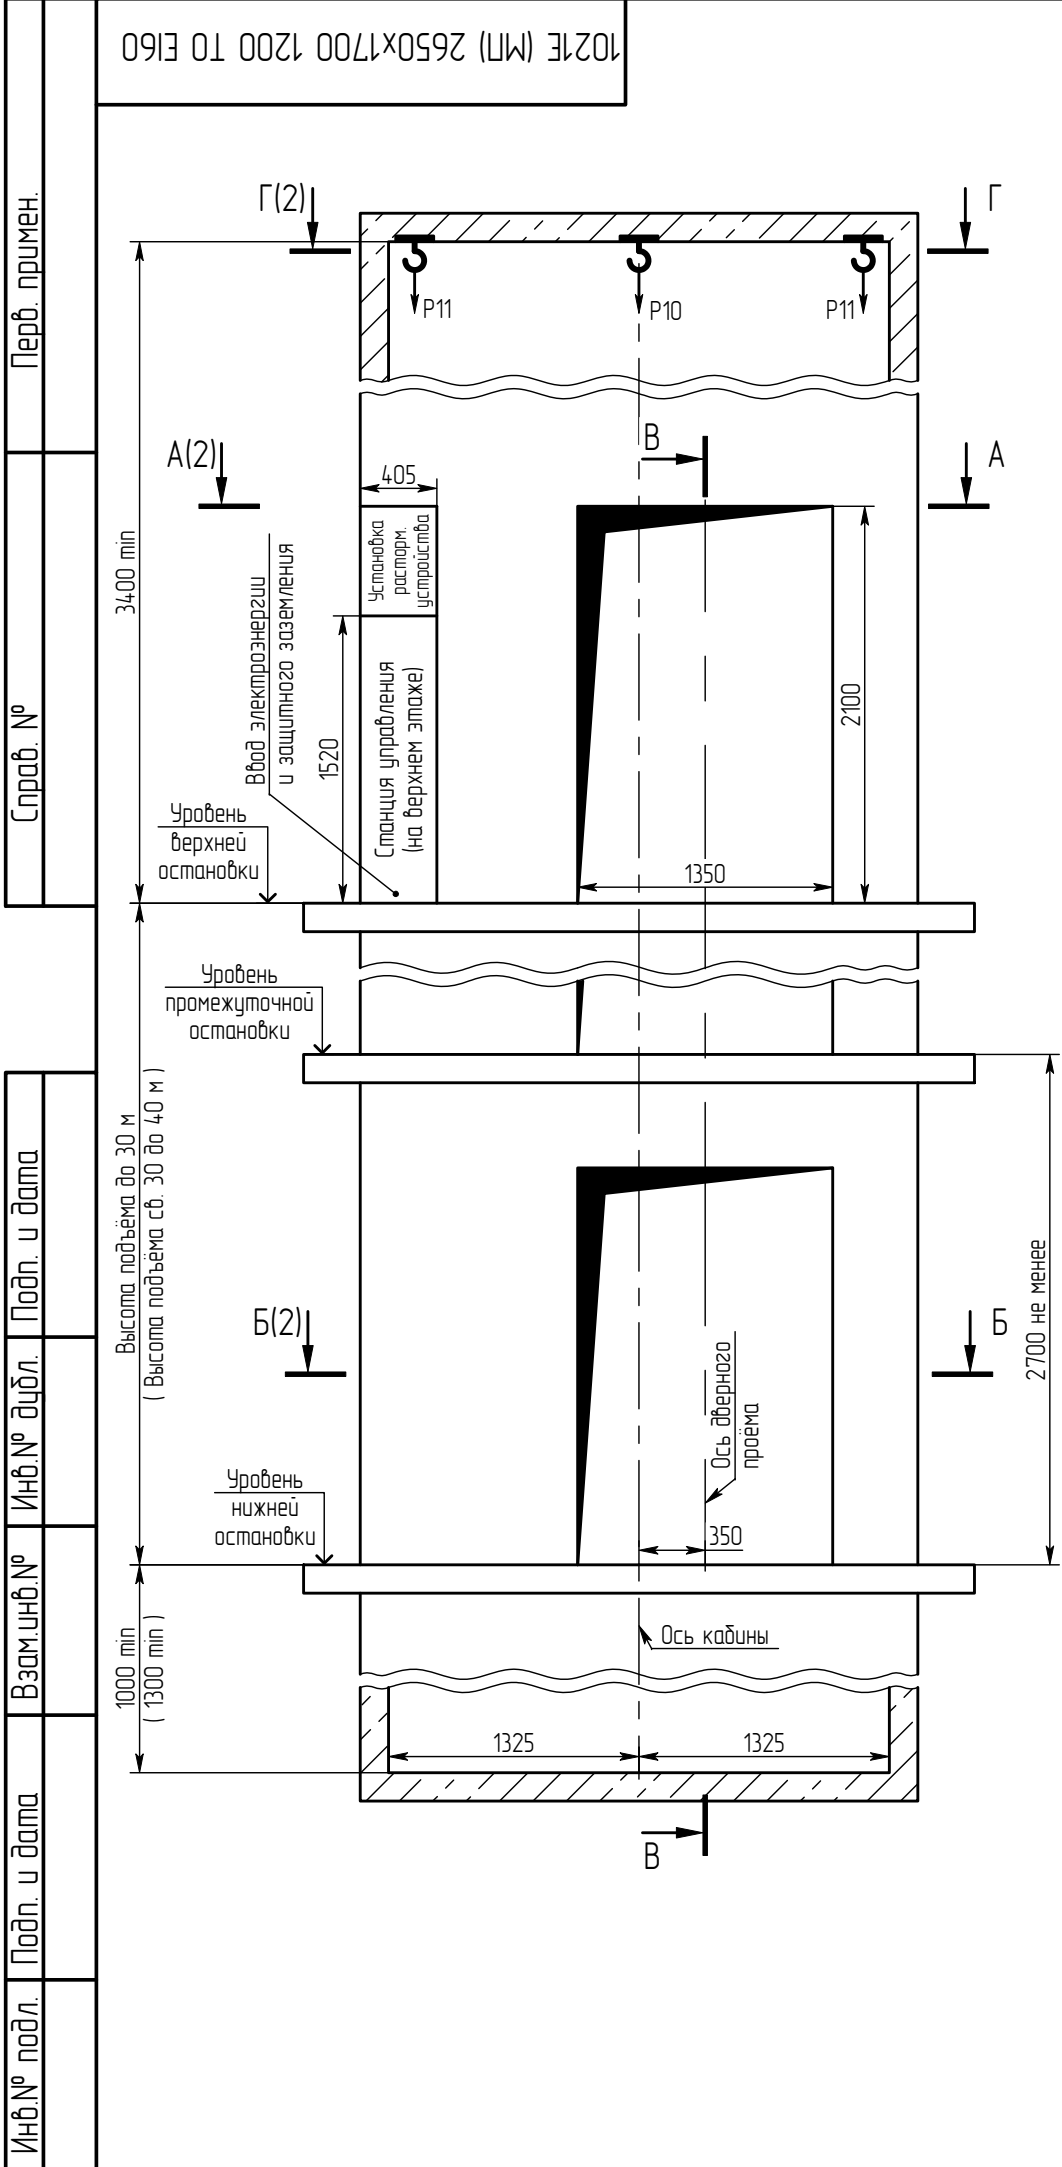 1021Е (МП) 2650х1700 1200 ТО EI60
Перв. примен.
Справ. №
Подп. и дата
Инв.№ дубл.
Взам.инв.№
Подп. и дата
Инв.№ подл.
Г(2)
Г
Р11
Р10
Р11
А(2)
А
В
405
Установка
расторм.
устройства
3400 min
Ввод электроэнергии
и защитного заземления
1520
Станция управления
(на верхнем этаже)
2100
1350
Уровень
верхней
остановки
Уровень
промежуточной
остановки
Высота подъёма до 30 м
( Высота подъёма св. 30 до 40 м )
Б(2)
Б
2700 не менее
Ось дверного
проёма
Уровень
нижней
остановки
350
1000 min
( 1300 min )
Ось кабины
1325
1325
В